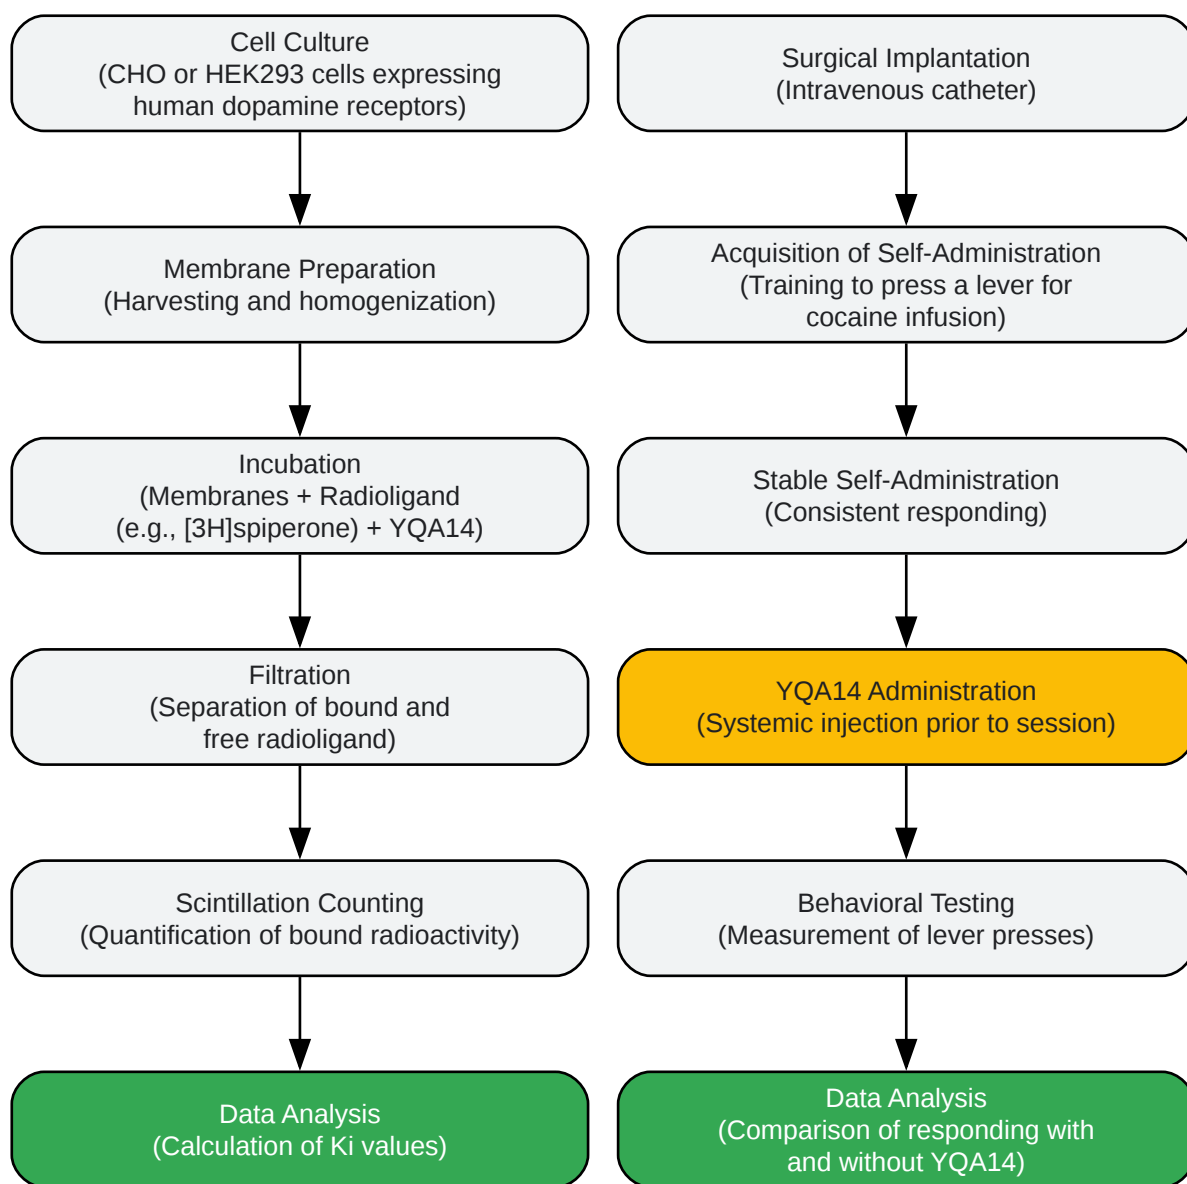 Cell Culture
(CHO or HEK293 cells expressing
human dopamine receptors)
Membrane Preparation
(Harvesting and homogenization)
Incubation
(Membranes + Radioligand
(e.g., [3H]spiperone) + YQA14)
Filtration
(Separation of bound and
free radioligand)
Scintillation Counting
(Quantification of bound radioactivity)
Data Analysis
(Calculation of Ki values)
Surgical Implantation
(Intravenous catheter)
Acquisition of Self-Administration
(Training to press a lever for
cocaine infusion)
Stable Self-Administration
(Consistent responding)
YQA14 Administration
(Systemic injection prior to session)
Behavioral Testing
(Measurement of lever presses)
Data Analysis
(Comparison of responding with
and without YQA14)